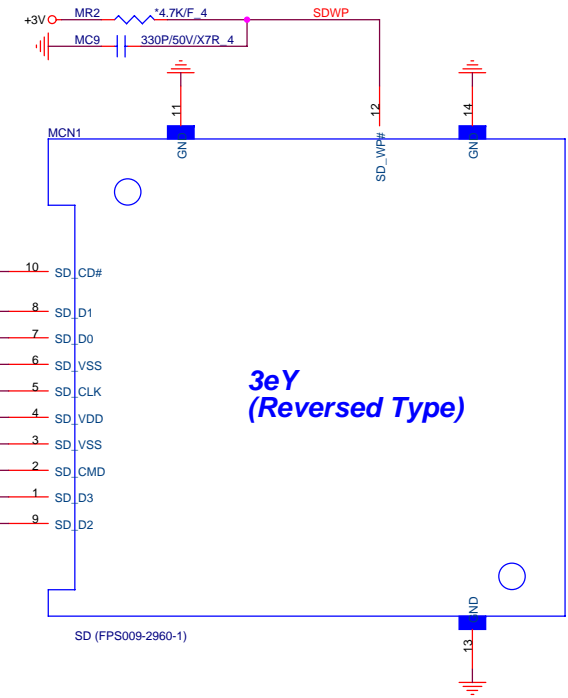 +3V MR2 *4.7K/F_4 SDWP
MC9 330P/50V/X7R_4
11 12 14
MCN1
GND SD_WP# GND
10 SD_CD#
8 SD_D1
7 SD_D0
6 SD_VSS
5 SD_CLK
4 SD_VDD
3 SD_VSS
2 SD_CMD
1 SD_D3
9 SD_D2
3eY
(Reversed Type)
GND
SD (FPS009-2960-1)
13